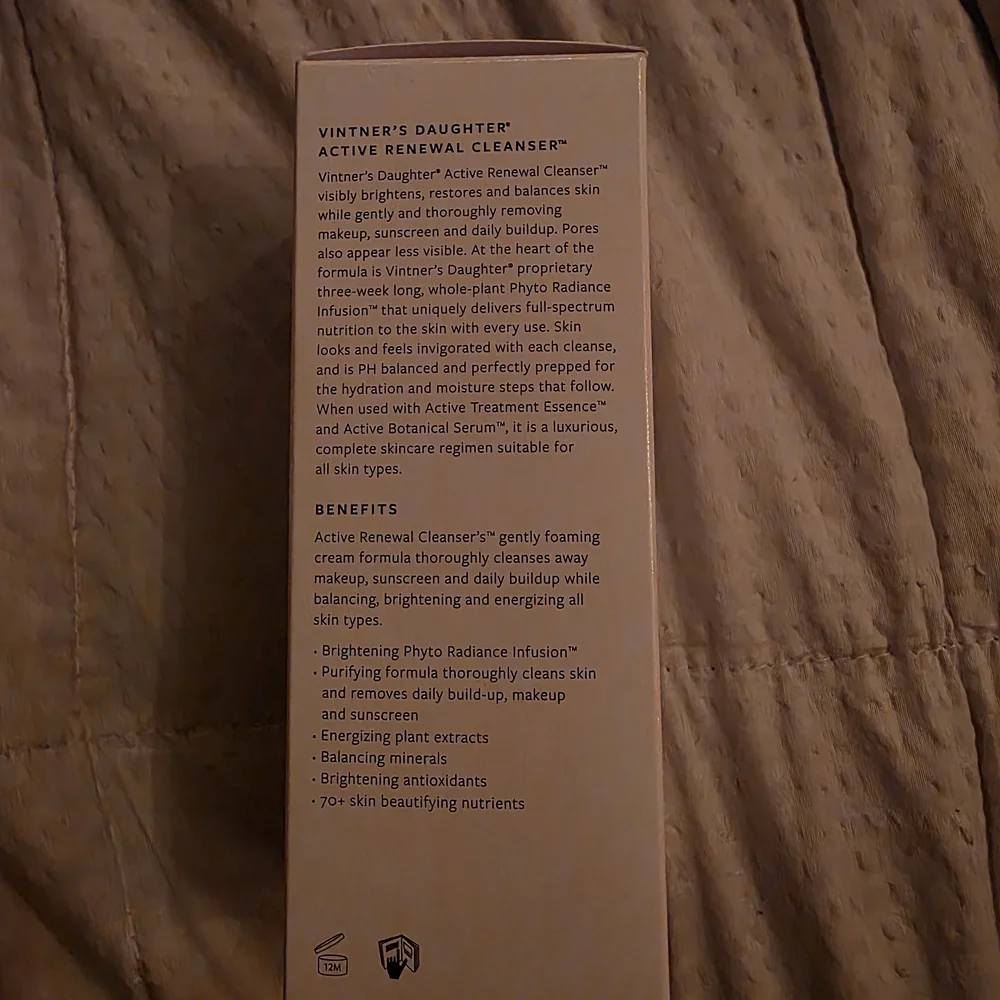 VINTNER'S DAUGHTER®
ACTIVE RENEWAL CLEANSER™
Vintner's Daughter® Active Renewal Cleanser™
visibly brightens, restores and balances skin
while gently and thoroughly removing
makeup, sunscreen and daily buildup. Pores
also appear less visible. At the heart of the
formula is Vintner's Daughter® proprietary
three-week long, whole-plant Phyto Radiance
Infusion™ that uniquely delivers full-spectrum
nutrition to the skin with every use. Skin
looks and feels invigorated with each cleanse,
and is PH balanced and perfectly prepped for
the hydration and moisture steps that follow.
When used with Active Treatment Essence™
and Active Botanical Serum™, it is a luxurious,
complete skincare regimen suitable for
all skin types.
BENEFITS
Active Renewal Cleanser's™ gently foaming
cream formula thoroughly cleanses away
makeup, sunscreen and daily buildup while
balancing, brightening and energizing all
skin types.
• Brightening Phyto Radiance Infusion™
• Purifying formula thoroughly cleans skin
and removes daily build-up, makeup
and sunscreen
• Energizing plant extracts
• Balancing minerals
• Brightening antioxidants
• 70+ skin beautifying nutrients
12M